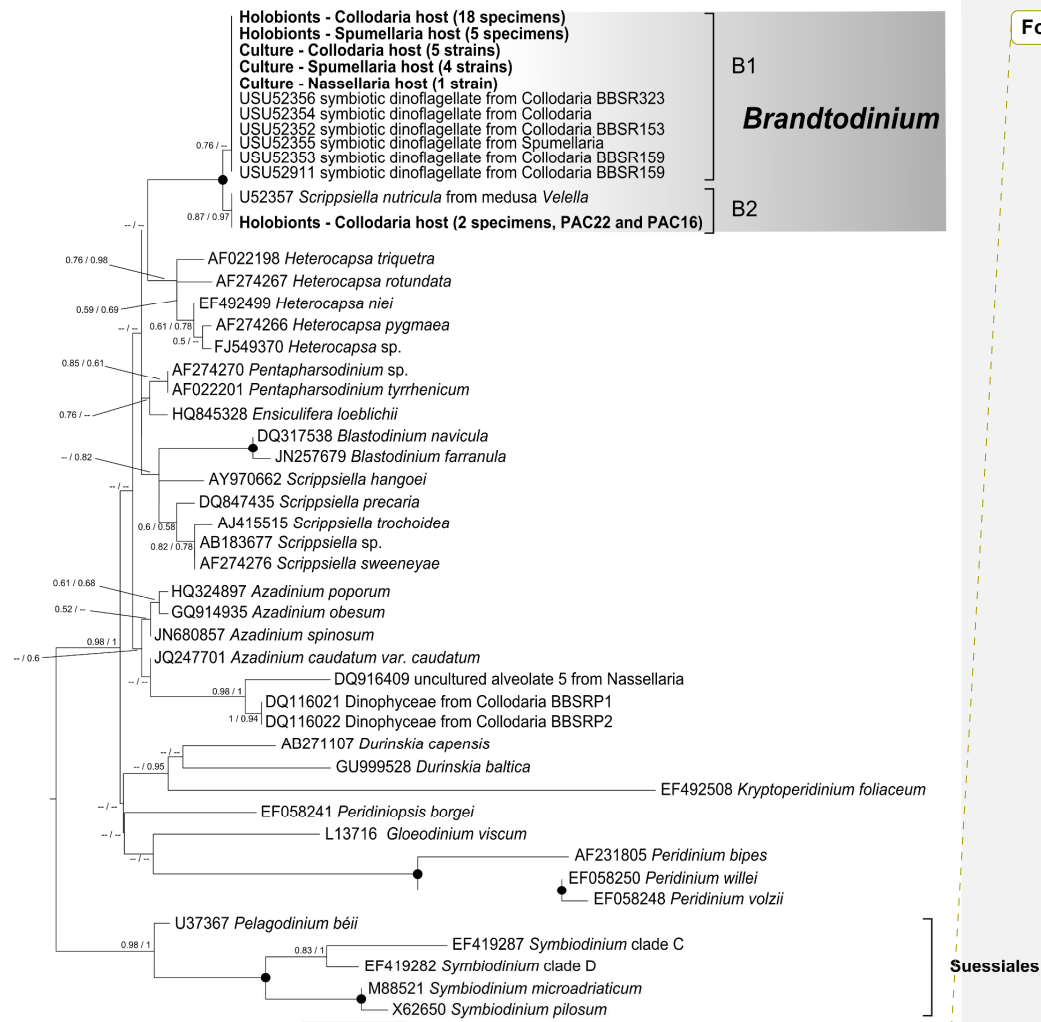 Holobionts - Collodaria host (18 specimens)
Holobionts - Spumellaria host (5 specimens)
Culture - Collodaria host (5 strains)
Culture - Spumellaria host (4 strains)
Culture - Nassellaria host (1 strain)
USU52356 symbiotic dinoflagellate from Collodaria BBSR323
USU52354 symbiotic dinoflagellate from Collodaria
USU52352 symbiotic dinoflagellate from Collodaria BBSR153
USU52355 symbiotic dinoflagellate from Spumellaria
USU52353 symbiotic dinoflagellate from Collodaria BBSR159
USU52911 symbiotic dinoflagellate from Collodaria BBSR159
B1
Brandtodinium
0.76 / --
U52357 Scrippsiella nutricula from medusa Velella
0.87 / 0.97
Holobionts - Collodaria host (2 specimens, PAC22 and PAC16)
B2
-- / --
0.76 / 0.98
AF022198 Heterocapsa triquetra
AF274267 Heterocapsa rotundata
0.59 / 0.69
EF492499 Heterocapsa niei
0.61 / 0.78
AF274266 Heterocapsa pygmaea
-- / --
0.5 / --
FJ549370 Heterocapsa sp.
0.85 / 0.61
AF274270 Pentapharsodinium sp.
AF022201 Pentapharsodinium tyrrhenicum
0.76 / --
HQ845328 Ensiculifera loeblichii
DQ317538 Blastodinium navicula
-- / 0.82
JN257679 Blastodinium farranula
AY970662 Scrippsiella hangoei
-- / --
DQ847435 Scrippsiella precaria
0.6 / 0.58
AJ415515 Scrippsiella trochoidea
0.82 / 0.78
AB183677 Scrippsiella sp.
AF274276 Scrippsiella sweeneyae
0.61 / 0.68
HQ324897 Azadinium poporum
0.52 / --
GQ914935 Azadinium obesum
JN680857 Azadinium spinosum
0.98 / 1
-- / 0.6
JQ247701 Azadinium caudatum var. caudatum
-- / --
DQ916409 uncultured alveolate 5 from Nassellaria
0.98 / 1
DQ116021 Dinophyceae from Collodaria BBSRP1
1 / 0.94
DQ116022 Dinophyceae from Collodaria BBSRP2
-- / --
AB271107 Durinskia capensis
-- / 0.95
GU999528 Durinskia baltica
EF492508 Kryptoperidinium foliaceum
-- / --
EF058241 Peridiniopsis borgei
-- / --
L13716 Gloeodinium viscum
AF231805 Peridinium bipes
EF058250 Peridinium willei
EF058248 Peridinium volzii
U37367 Pelagodinium béii
0.98 / 1
0.83 / 1
EF419287 Symbiodinium clade C
EF419282 Symbiodinium clade D
Suessiales
M88521 Symbiodinium microadriaticum
X62650 Symbiodinium pilosum
Fo